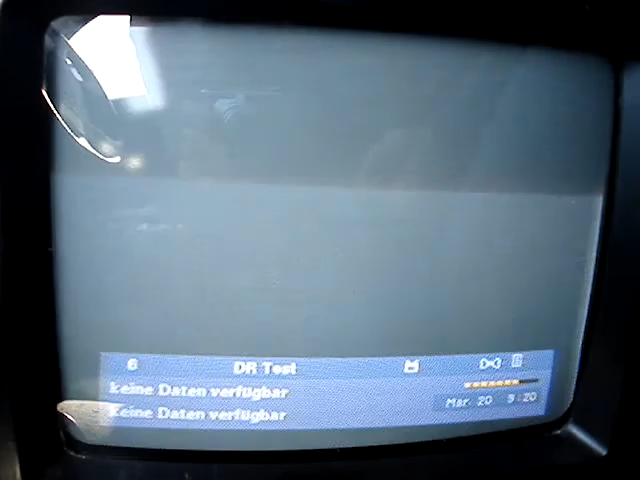 6 DR Test
keine Daten verfügbar
Mar. 20 9:20
Keine Daten verfügbar